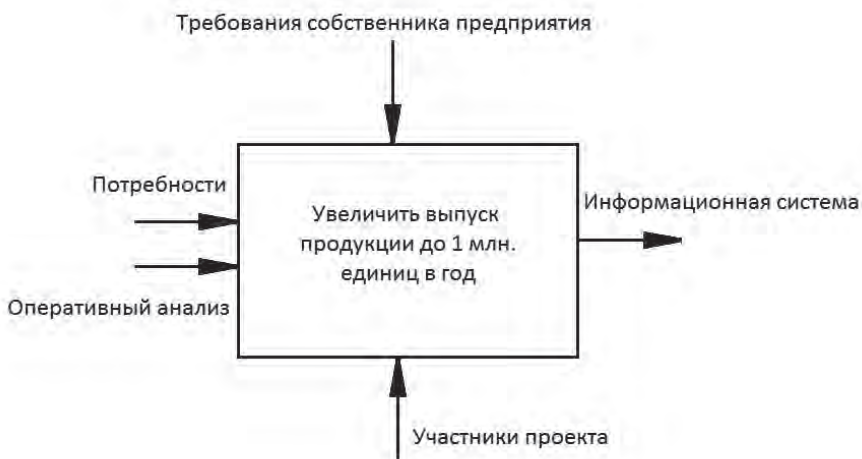 Требования собственника предприятия
Потребности
Увеличить выпуск
продукции до 1 млн.
единиц в год
Информационная система
Оперативный анализ
Участники проекта